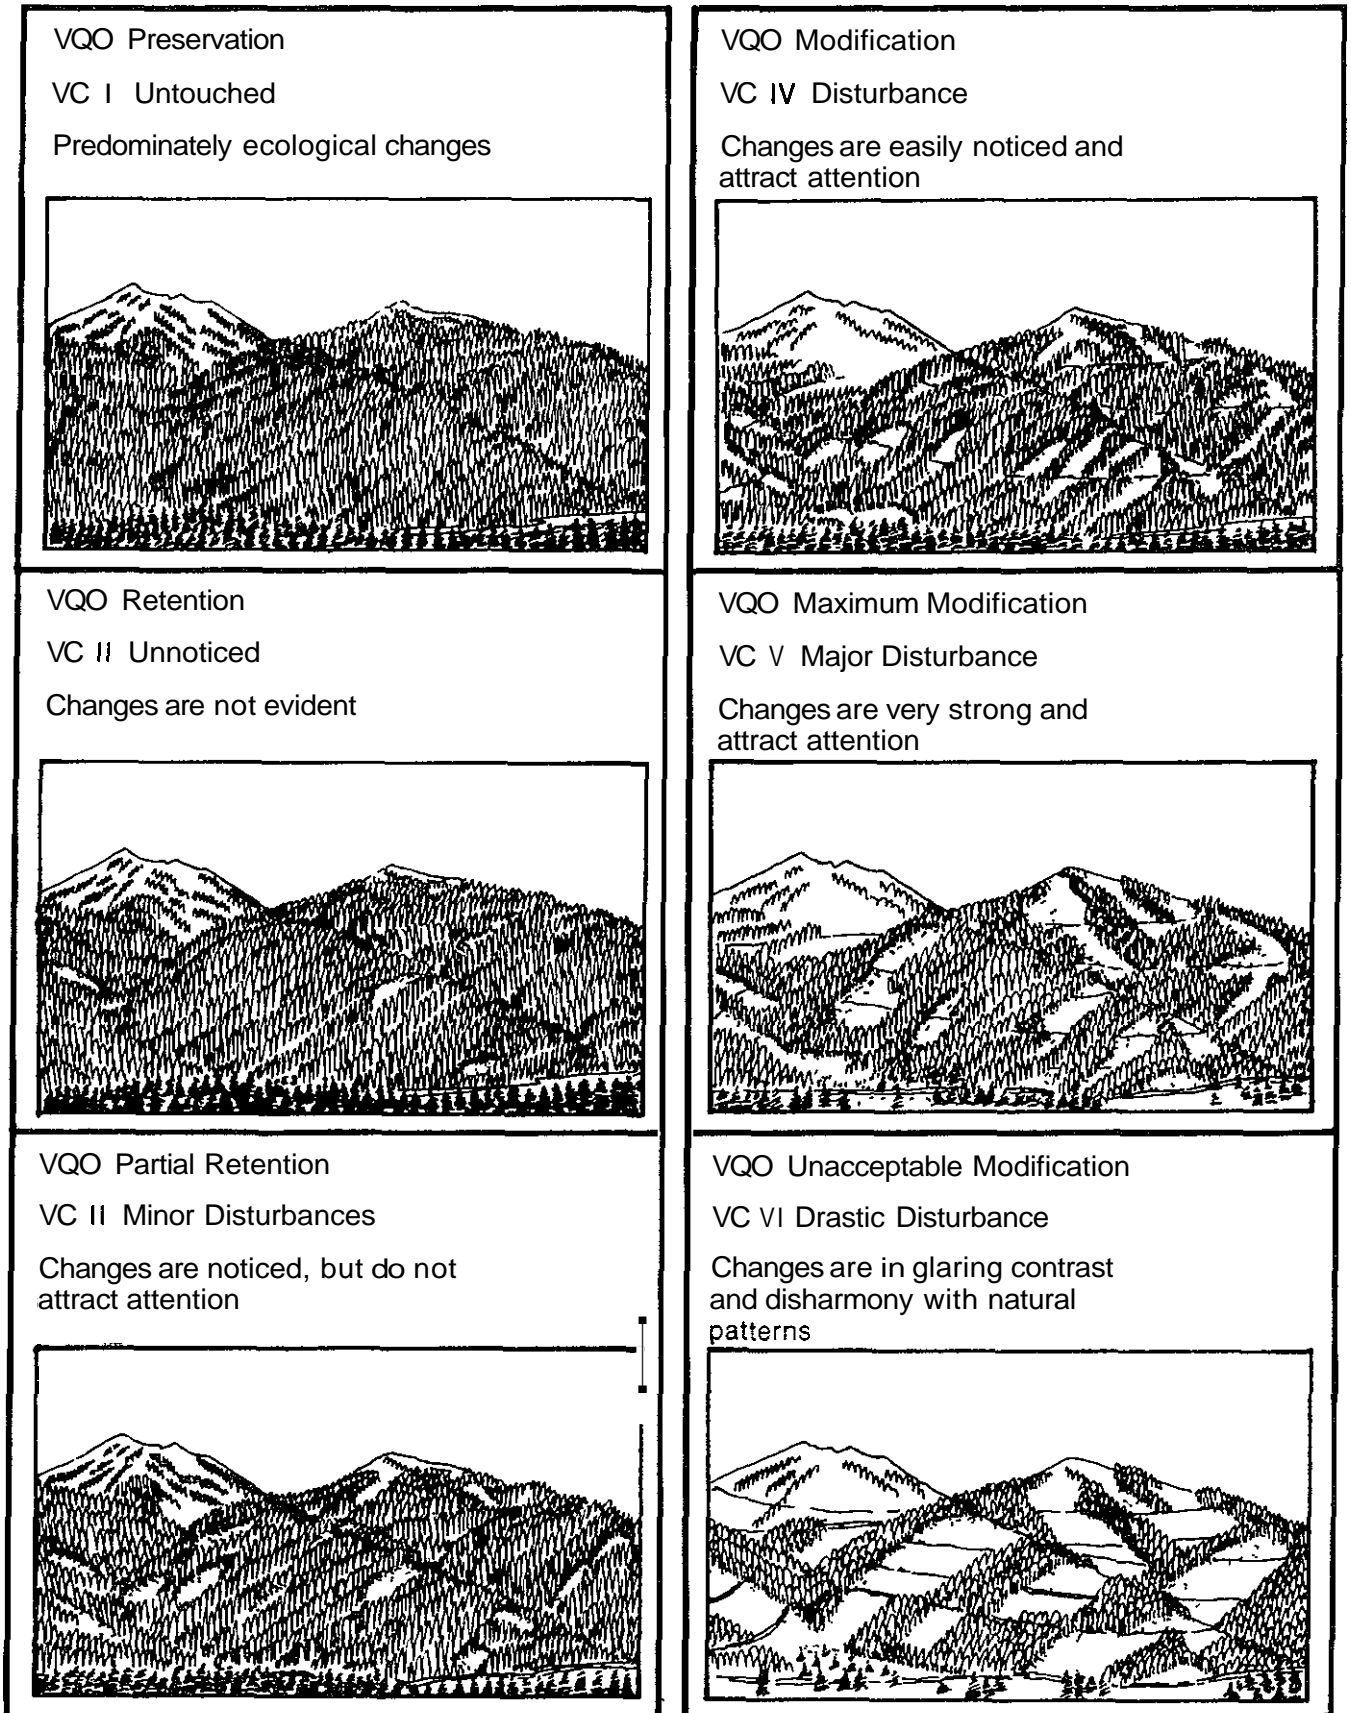 VQO Preservation
VC I Untouched
Predominately ecological changes
VQO Retention
VC II Unnoticed
Changes are not evident
VQO Partial Retention
VC II Minor Disturbances
Changes are noticed, but do not
attract attention
VQO Modification
VC IV Disturbance
Changes are easily noticed and
attract attention
VQO Maximum Modification
VC V Major Disturbance
Changes are very strong and
attract attention
VQO Unacceptable Modification
VC VI Drastic Disturbance
Changes are in glaring contrast
and disharmony with natural
patterns